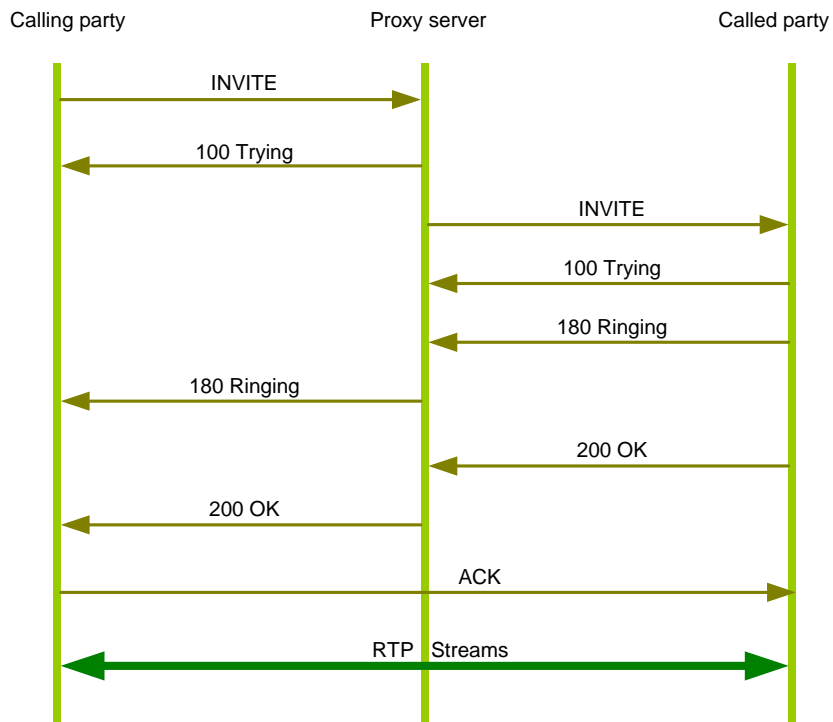 Calling party Proxy server Called party
INVITE
100 Trying
INVITE
100 Trying
180 Ringing
180 Ringing
200 OK
200 OK
ACK
RTP Streams